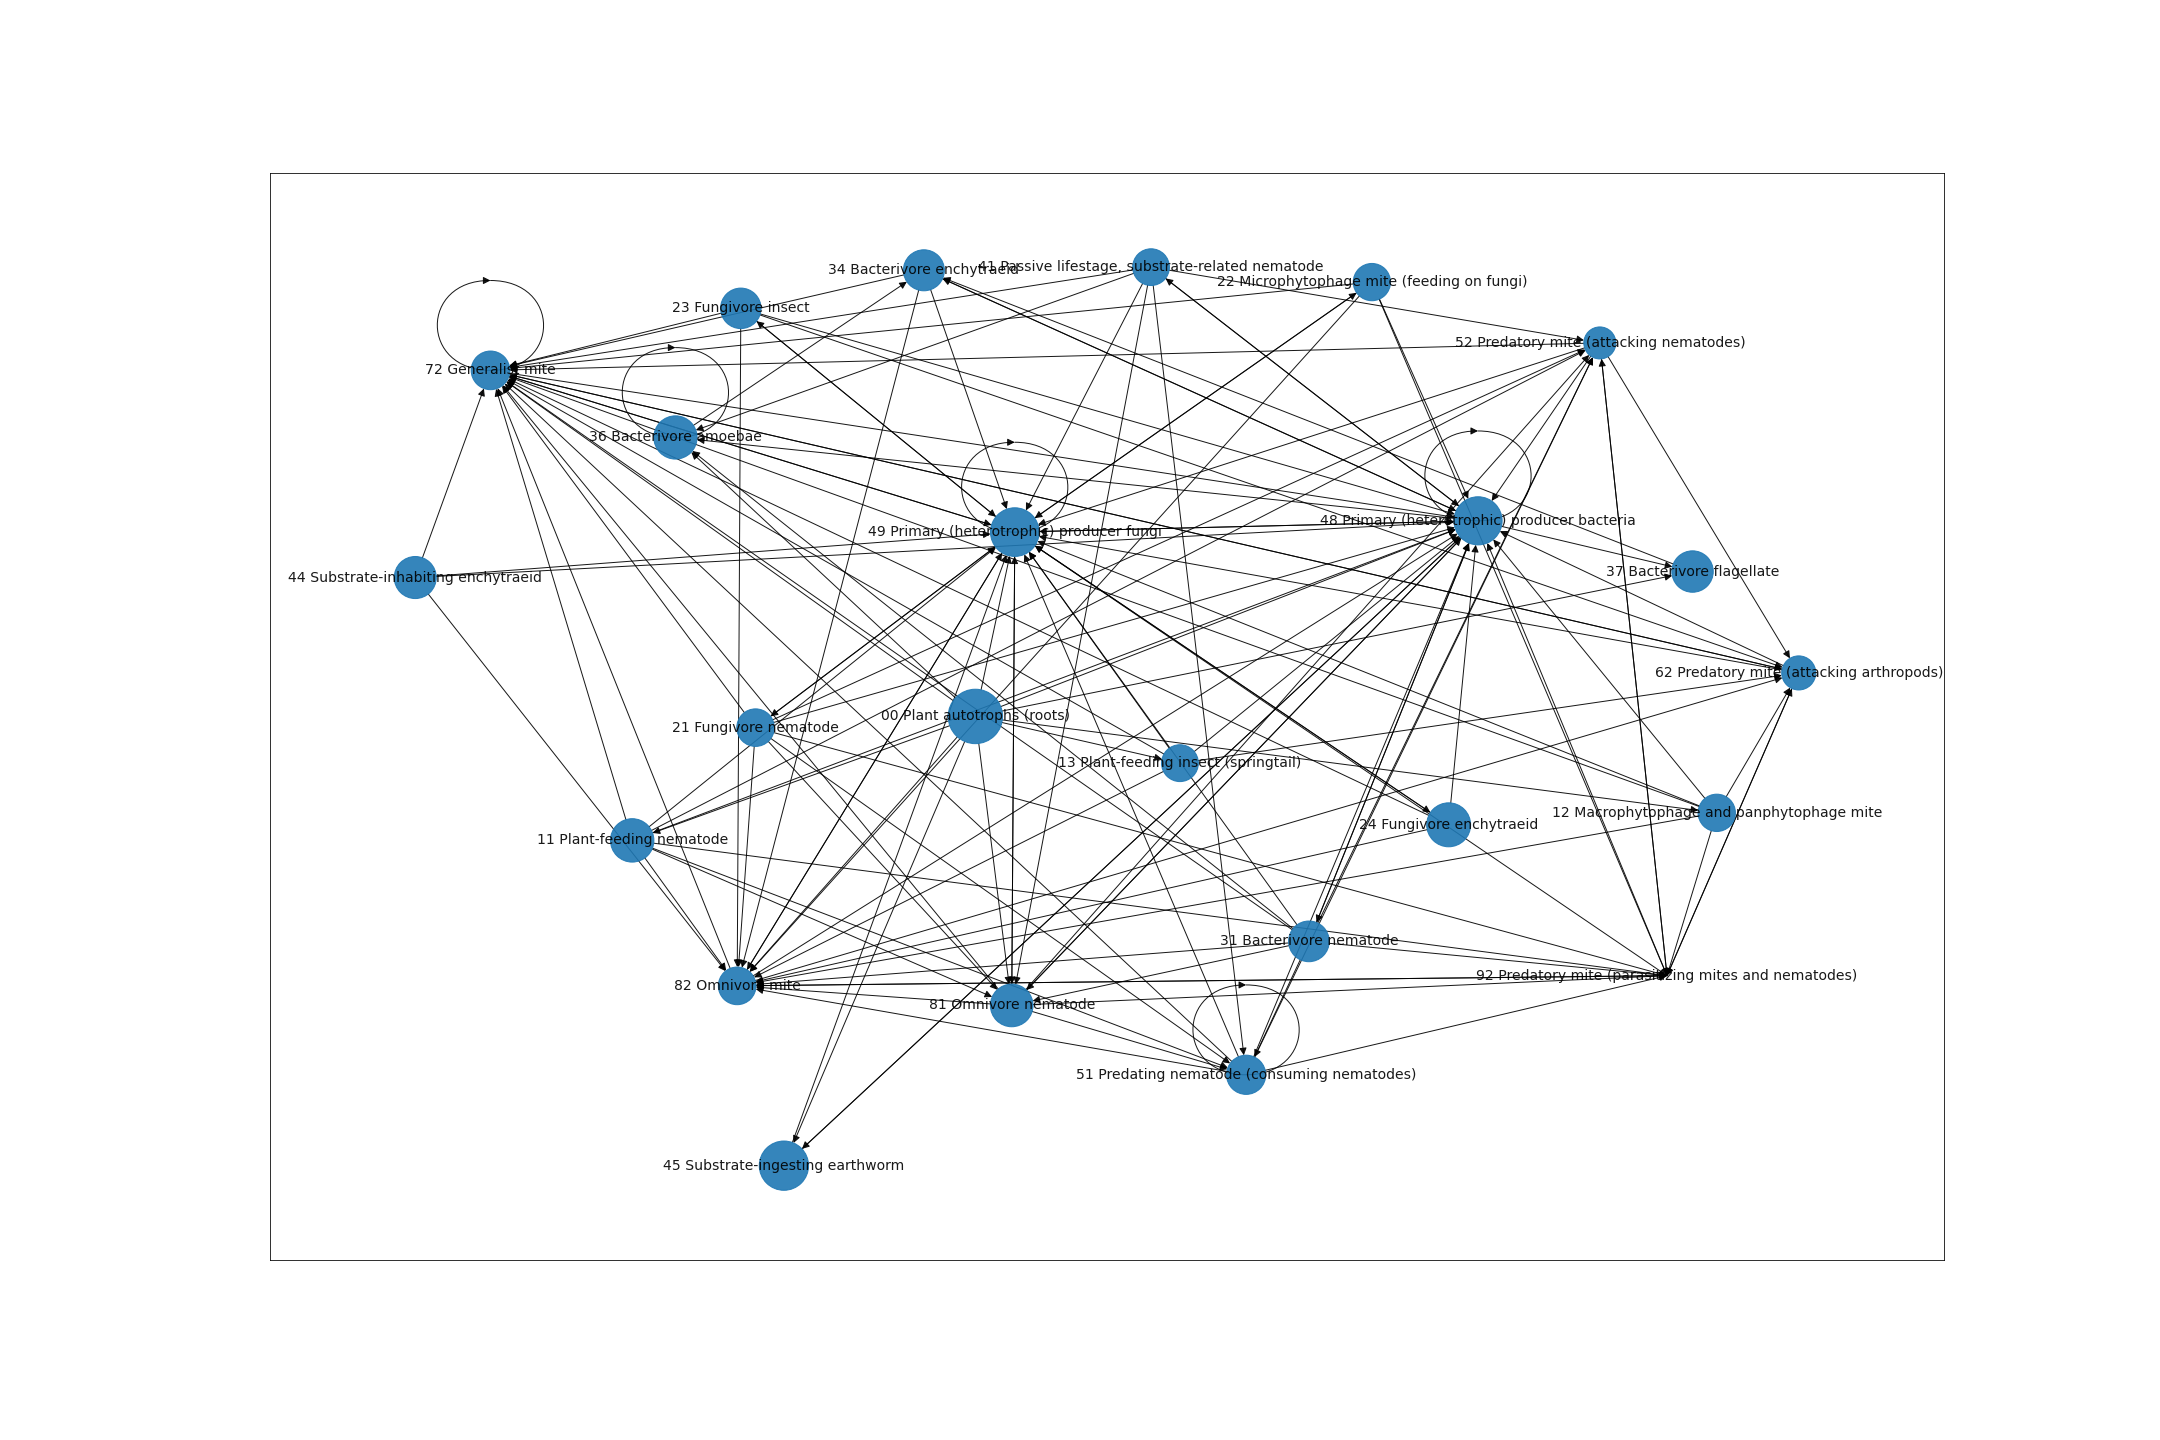 34 Bacterivore enchytraeid
41 Passive lifestage, substrate-related nematode
22 Microphytophage mite (feeding on fungi)
23 Fungivore insect
52 Predatory mite (attacking nematodes)
72 Generalist mite
36 Bacterivore amoebae
49 Primary (heterotrophic) producer fungi
48 Primary (heterotrophic) producer bacteria
37 Bacterivore flagellate
44 Substrate-inhabiting enchytraeid
62 Predatory mite (attacking arthropods)
00 Plant autotrophs (roots)
21 Fungivore nematode
13 Plant-feeding insect (springtail)
12 Macrophytophage and panphytophage mite
24 Fungivore enchytraeid
11 Plant-feeding nematode
31 Bacterivore nematode
92 Predatory mite (parasitizing mites and nematodes)
82 Omnivore mite
81 Omnivore nematode
51 Predating nematode (consuming nematodes)
45 Substrate-ingesting earthworm